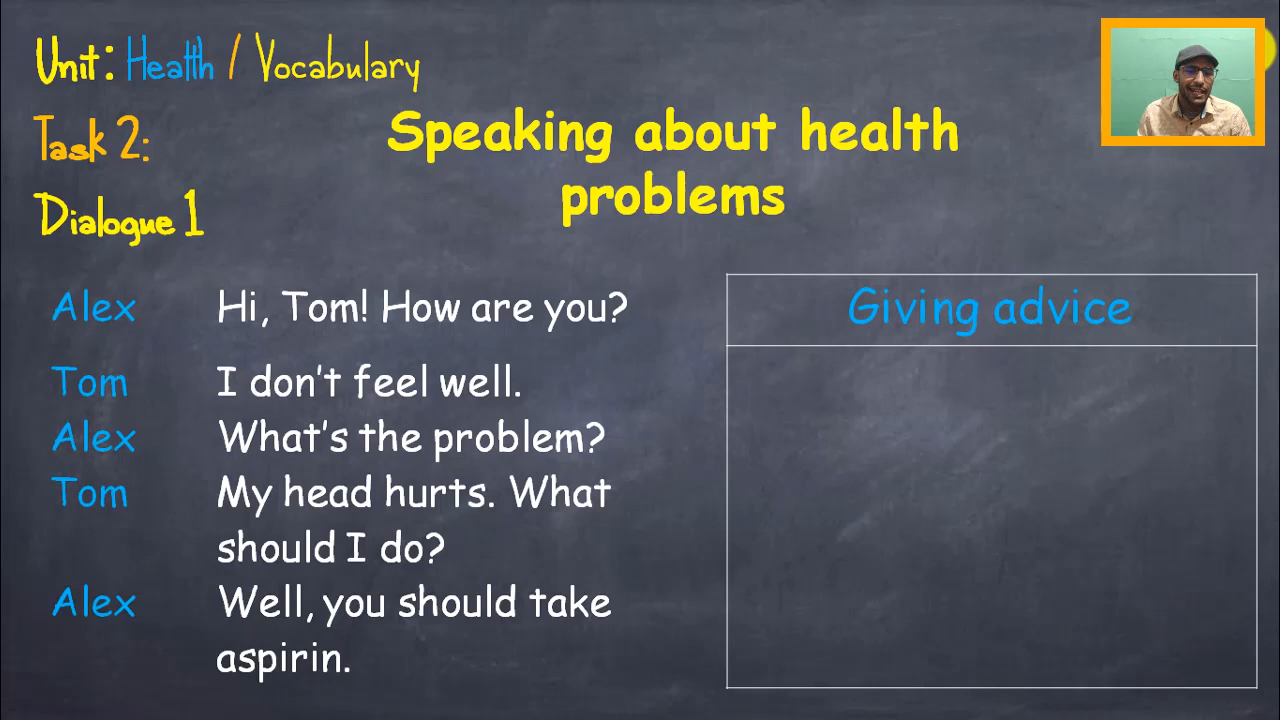 Unit: Health / Vocabulary
Task 2:
Speaking about health
problems
Dialogue 1
Alex Hi, Tom! How are you?
Tom I don't feel well.
Alex What's the problem?
Tom My head hurts. What
should I do?
Alex Well, you should take
aspirin.
Giving advice